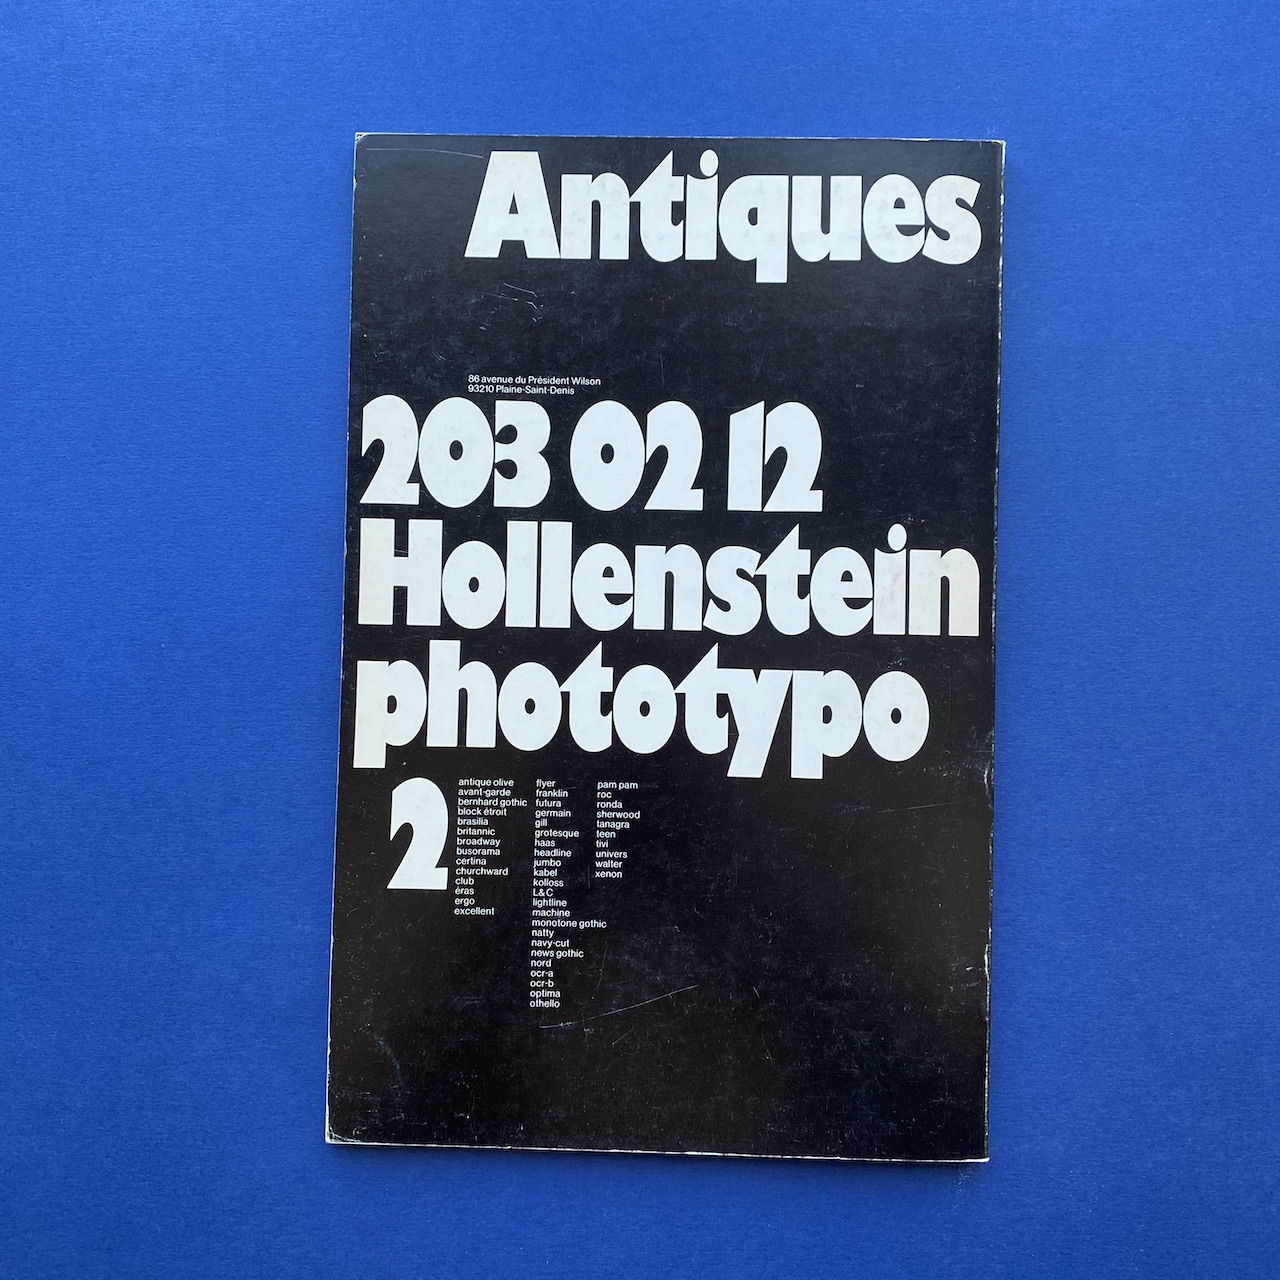 Antiques
86 avenue du Président Wilson
93210 Plaine-Saint-Denis
203 02 12
Hollenstein
phototypo
2
antique olive
avant-garde
bernhard gothic
block étroit
brasilia
britannic
broadway
busorama
certina
churchward
club
éras
ergo
excellent
flyer
franklin
futura
germain
gill
grotesque
haas
headline
jumbo
kabel
kolloss
L&C
lightline
machine
monotone gothic
natty
navy-cut
news gothic
nord
ocr-a
ocr-b
optima
othello
pam pam
roc
ronda
sherwood
tanagra
teen
tivi
univers
walter
xenon